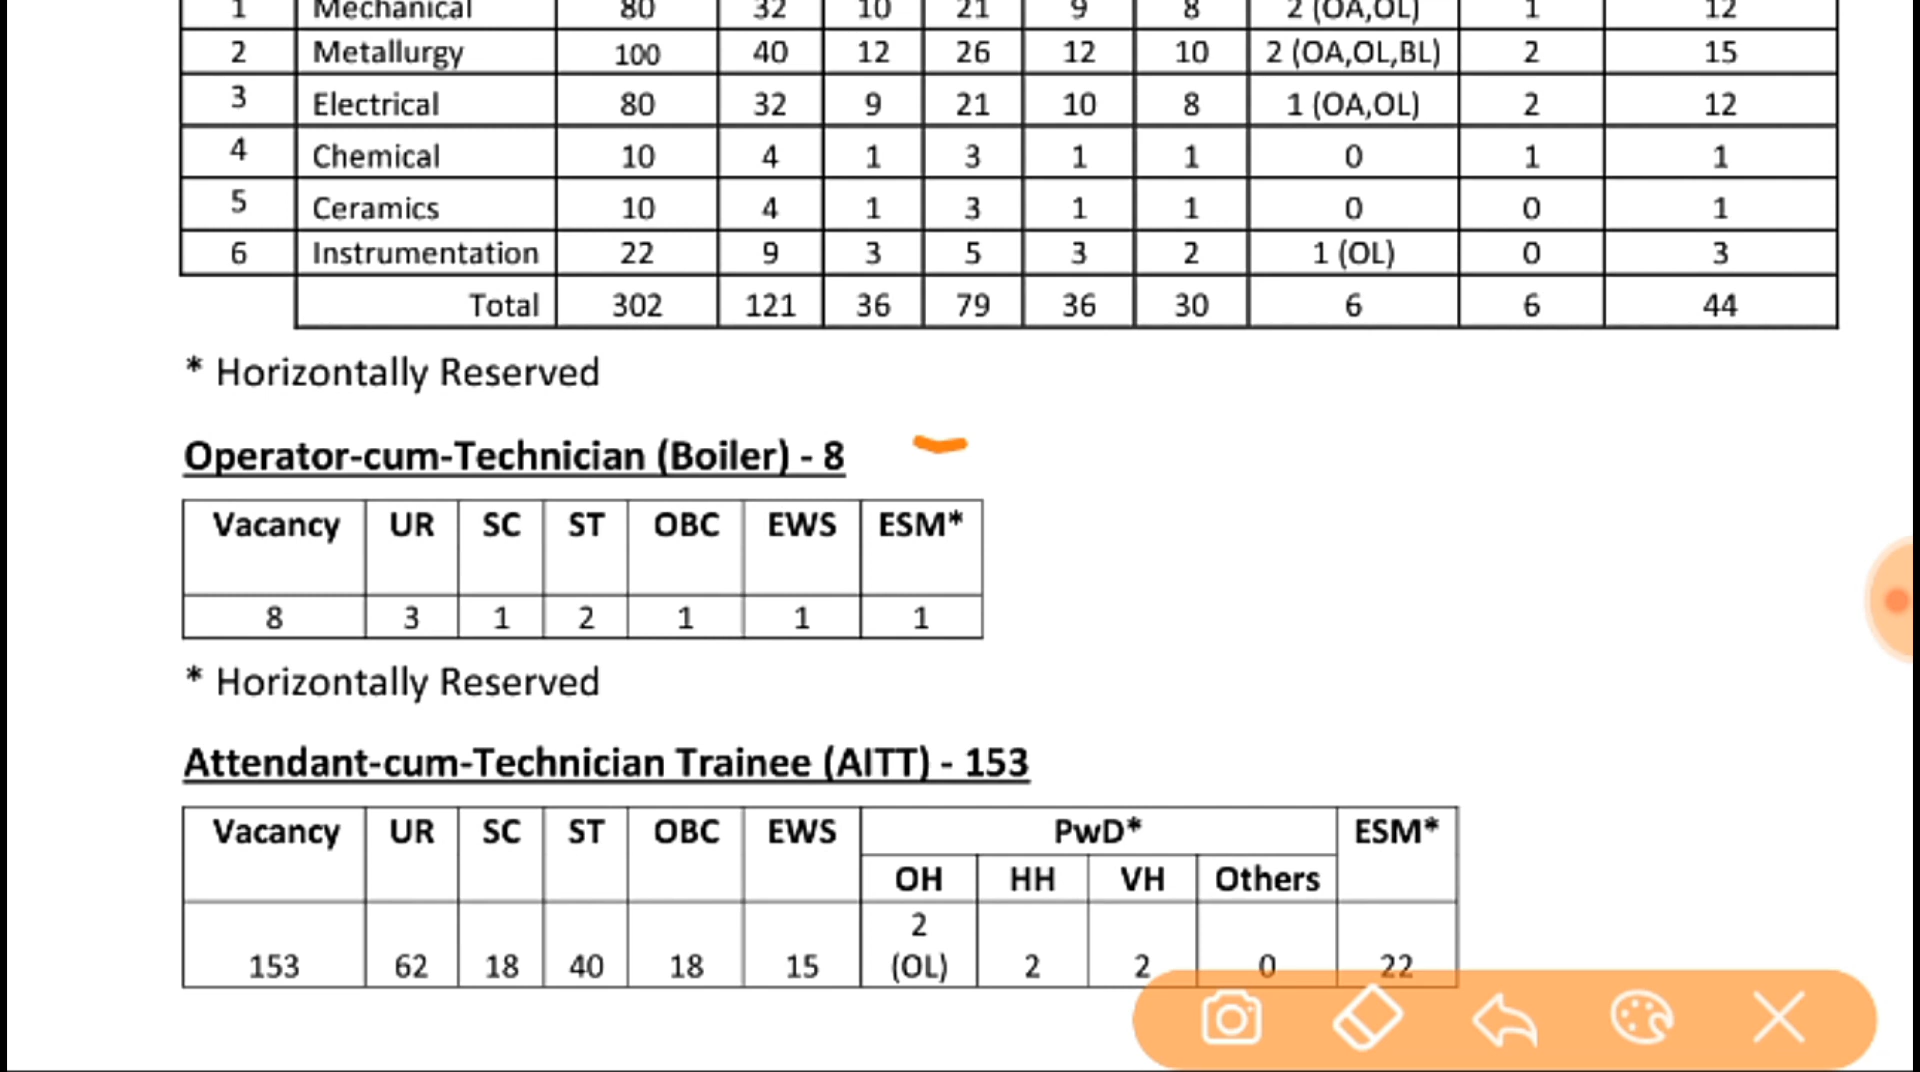 1 Mechanical 80 32 10 21 9 8 2 (OA,OL) 1 12
2 Metallurgy 100 40 12 26 12 10 2 (OA,OL,BL) 2 15
3 Electrical 80 32 9 21 10 8 1 (OA,OL) 2 12
4 Chemical 10 4 1 3 1 1 0 1 1
5 Ceramics 10 4 1 3 1 1 0 0 1
6 Instrumentation 22 9 3 5 3 2 1 (OL) 0 3
Total 302 121 36 79 36 30 6 6 44
* Horizontally Reserved
Operator-cum-Technician (Boiler) - 8
Vacancy UR SC ST OBC EWS ESM*
8 3 1 2 1 1 1
* Horizontally Reserved
Attendant-cum-Technician Trainee (AITT) - 153
Vacancy UR SC ST OBC EWS PwD* ESM*
OH HH VH Others
2
153 62 18 40 18 15 (OL) 2 2 0 22